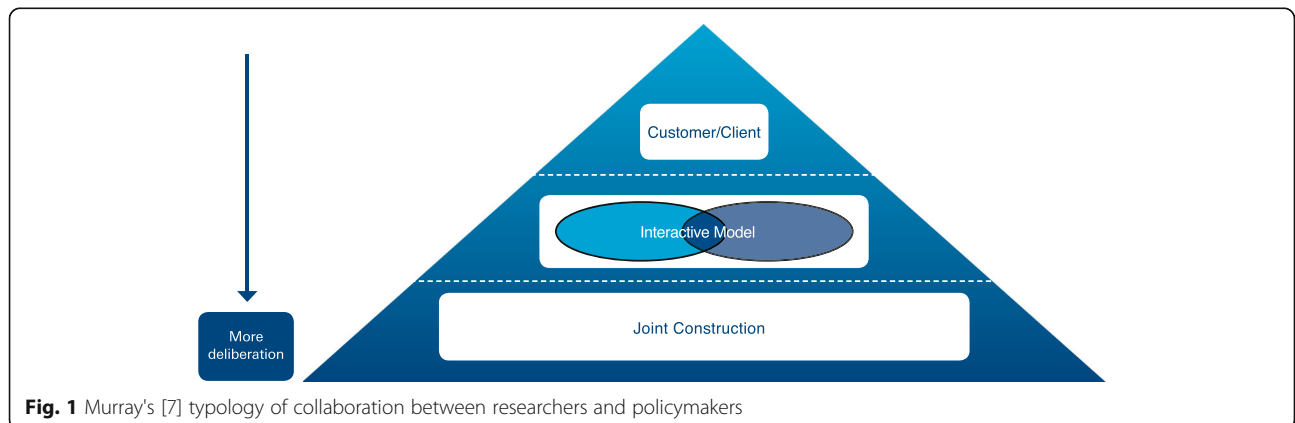 Customer/Client
Interactive Model
Joint Construction
More
deliberation
Fig. 1 Murray's [7] typology of collaboration between researchers and policymakers